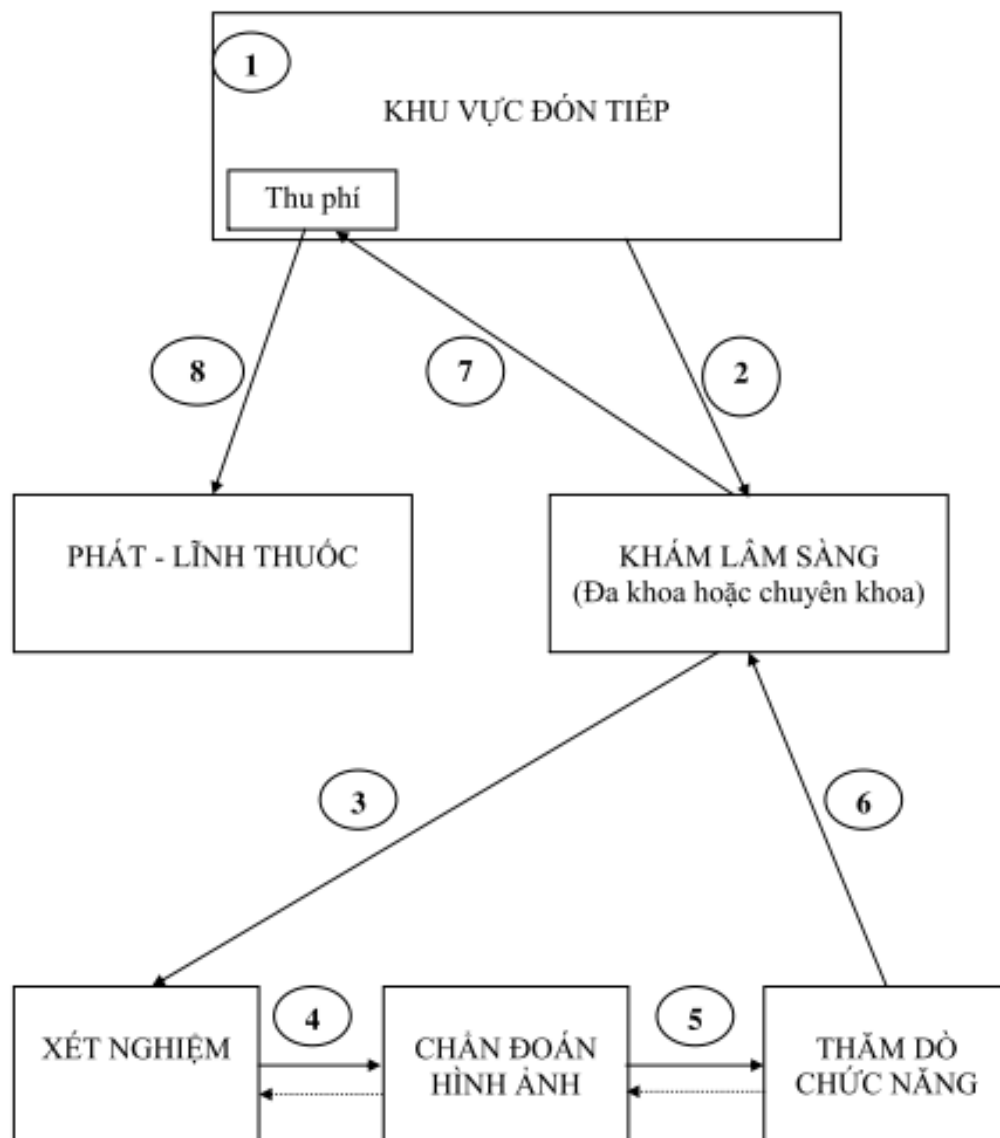 1
KHU VỰC ĐÓN TIẾP
Thu phí
8
7
2
PHÁT - LĨNH THUỐC
KHÁM LÂM SÀNG
(Đa khoa hoặc chuyên khoa)
3
6
XÉT NGHIỆM
4
CHẨN ĐOÁN
HÌNH ẢNH
5
THĂM DÒ
CHỨC NĂNG